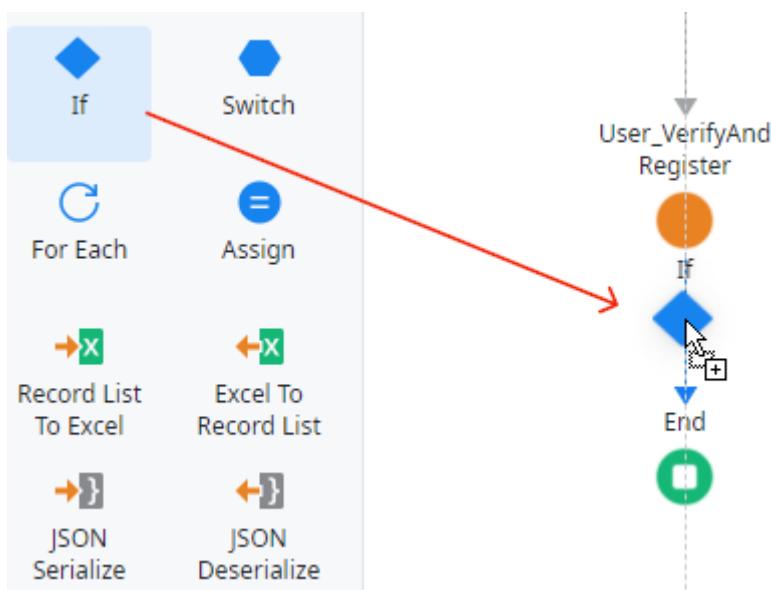 If
Switch
For Each
Assign
Record List
To Excel
Excel To
Record List
JSON
Serialize
JSON
Deserialize
User_VerifyAnd
Register
If
End